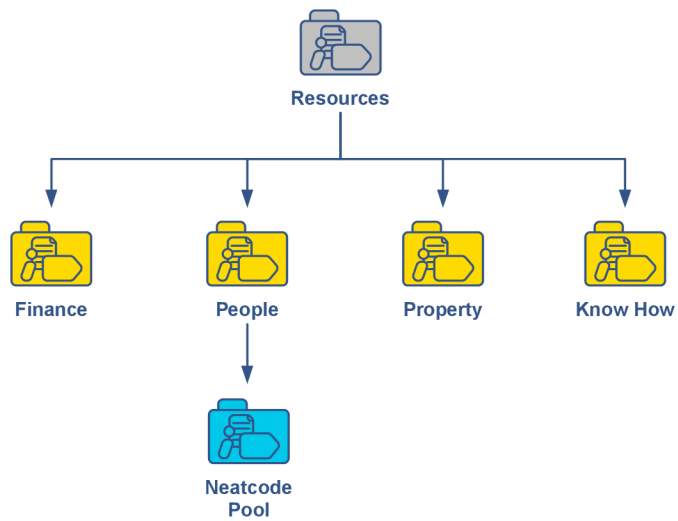 Resources
Finance
People
Property
Know How
Neatcode
Pool